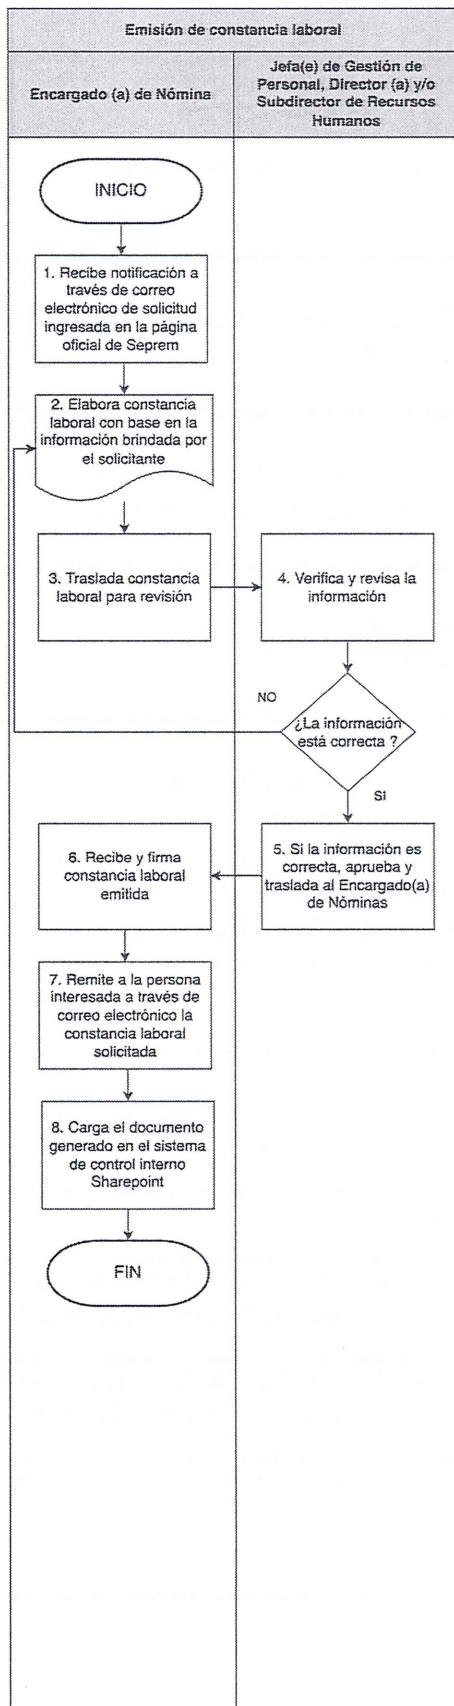 Emisión de constancia laboral
Encargado (a) de Nómina
Jefa(e) de Gestión de
Personal, Director (a) y/o
Subdirector de Recursos
Humanos
INICIO
1. Recibe notificación a
través de correo
electrónico de solicitud
ingresada en la página
oficial de Seprem
2. Elabora constancia
laboral con base en la
información brindada por
el solicitante
3. Traslada constancia
laboral para revisión
4. Verifica y revisa la
información
NO
¿La información
está correcta ?
SI
5. Si la información es
correcta, aprueba y
traslada al Encargado(a)
de Nóminas
6. Recibe y firma
constancia laboral
emitida
7. Remite a la persona
interesada a través de
correo electrónico la
constancia laboral
solicitada
8. Carga el documento
generado en el sistema
de control interno
Sharepoint
FIN